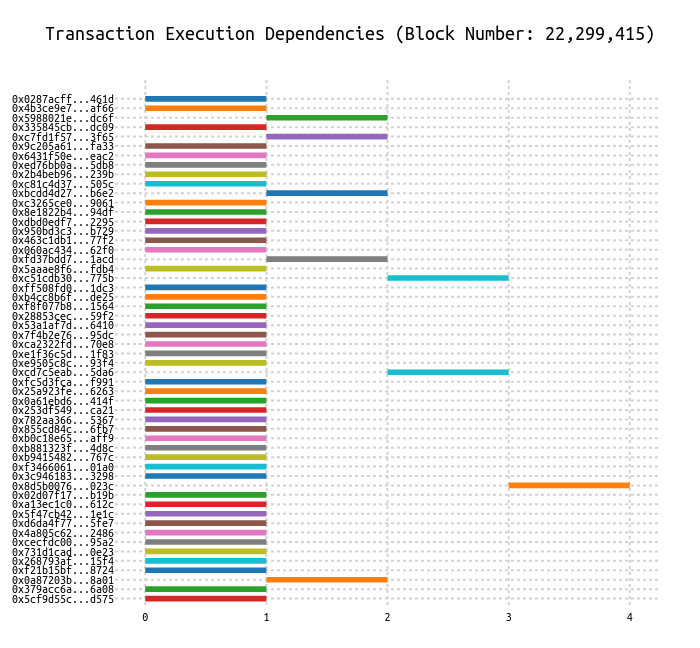 Transaction Execution Dependencies (Block Number: 22,299,415)
0x0287acff...461d
0x4b3ce9e7...af66
0x5988021e...dc6f
0x335845cb...dc09
0xc7fd1f57...3f65
0x9c205a61...fa33
0x6431f50e...eac2
0xed76bb0a...5db8
0x2b4beb96...239b
0xc81c4d37...505c
0xbcdd4d27...b6e2
0xc3265ce0...9061
0x8e1822b4...94df
0xdbd0edf7...2295
0x950bd3c3...b729
0x463c1db1...77f2
0x060ac434...62f0
0xfd37bdd7...1acd
0x5aaae8f6...fdb4
0xc51cdb30...775b
0xff508fd0...1dc3
0xb4cc8b6f...de25
0xf8f077b8...1564
0x28853cec...59f2
0x53a1af7d...6410
0x7f4b2e76...95dc
0xca2322fd...70e8
0xe1f36c5d...1f83
0xe9505c8c...93f4
0xcd7c5eab...5da6
0xfc5d3fca...f991
0x25a923fe...6263
0x0a61ebd6...414f
0x253df549...ca21
0x782aa366...5367
0x855cd84c...6fb7
0xb0c18e65...aff9
0xb881323f...4d8c
0xb9415482...767c
0xf3466061...01a0
0x3c946183...3298
0x8d5b0076...023c
0x02d07f17...b19b
0xa13ec1c0...612c
0x5f47cb42...1e1c
0xd6da4f77...5fe7
0x4a805c62...2486
0xcecfdc00...95a2
0x731d1cad...0e23
0x268793af...15f4
0xf21b15bf...8724
0x0a87203b...8a01
0x379acc6a...6a08
0x5cf9d55c...d575
0 1 2 3 4